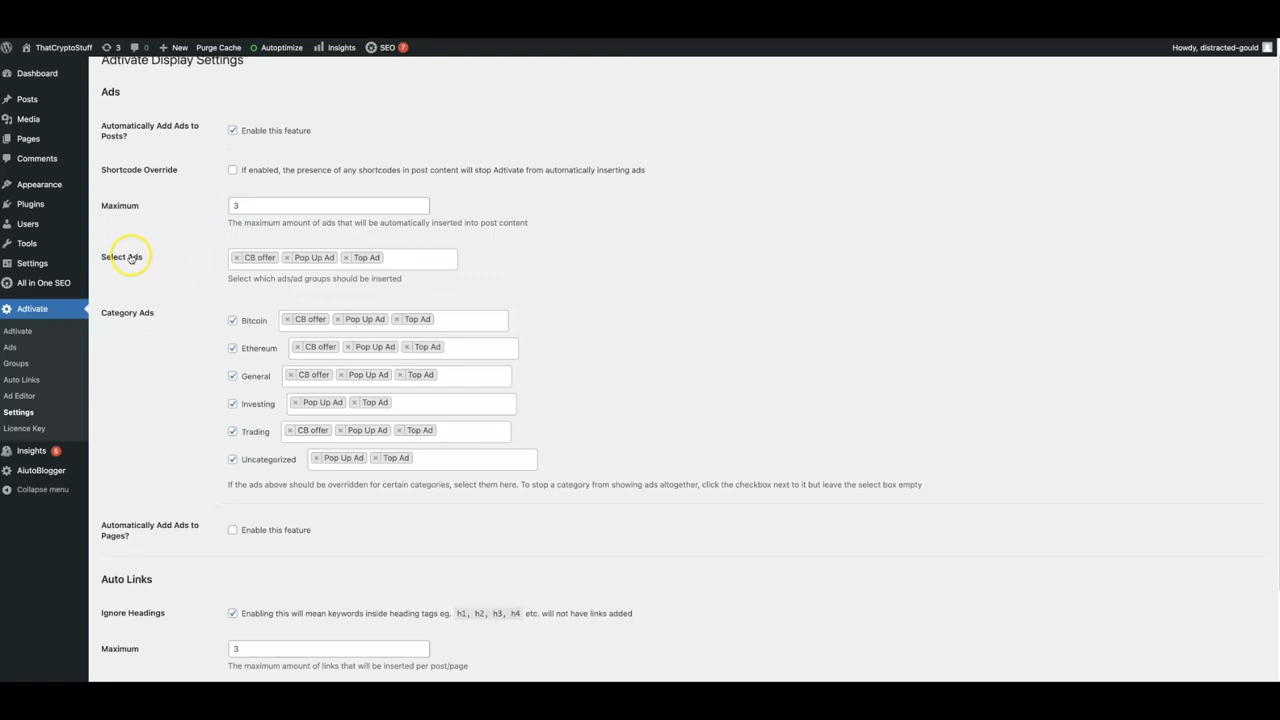 ThatCryptoStuff 3 0 New Purge Cache Autoptimize Insights SEO 7 Howdy, distracted-gould
Dashboard
Posts
Media
Pages
Comments
Appearance
Plugins
Users
Tools
Settings
All in One SEO
Adtivate
Adtivate
Ads
Groups
Auto Links
Ad Editor
Settings
Licence Key
Insights 5
AiutoBlogger
Collapse menu
Adtivate Display Settings
Ads
Automatically Add Ads to
Posts?
Enable this feature
Shortcode Override
If enabled, the presence of any shortcodes in post content will stop Adtivate from automatically inserting ads
Maximum
3
The maximum amount of ads that will be automatically inserted into post content
Select Ads
× CB offer × Pop Up Ad × Top Ad
Select which ads/ad groups should be inserted
Category Ads
Bitcoin × CB offer × Pop Up Ad × Top Ad
Ethereum × CB offer × Pop Up Ad × Top Ad
General × CB offer × Pop Up Ad × Top Ad
Investing × Pop Up Ad × Top Ad
Trading × CB offer × Pop Up Ad × Top Ad
Uncategorized × Pop Up Ad × Top Ad
If the ads above should be overridden for certain categories, select them here. To stop a category from showing ads altogether, click the checkbox next to it but leave the select box empty
Automatically Add Ads to
Pages?
Enable this feature
Auto Links
Ignore Headings
Enabling this will mean keywords inside heading tags eg. h1, h2, h3, h4 etc. will not have links added
Maximum
3
The maximum amount of links that will be inserted per post/page